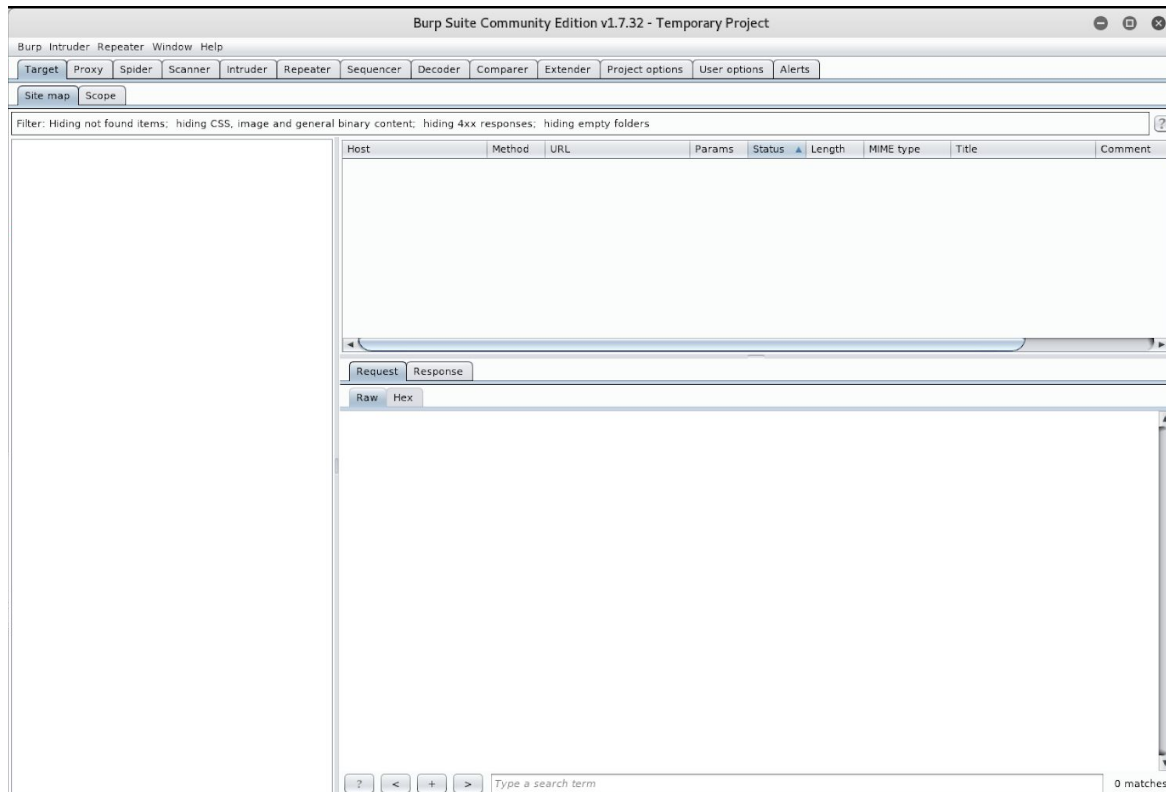 Burp Suite Community Edition v1.7.32 - Temporary Project
Burp Intruder Repeater Window Help
Target Proxy Spider Scanner Intruder Repeater Sequencer Decoder Comparer Extender Project options User options Alerts
Site map Scope
Filter: Hiding not found items; hiding CSS, image and general binary content; hiding 4xx responses; hiding empty folders ?
Host Method URL Params Status Length MIME type Title Comment
Request Response
Raw Hex
? < + > Type a search term 0 matches